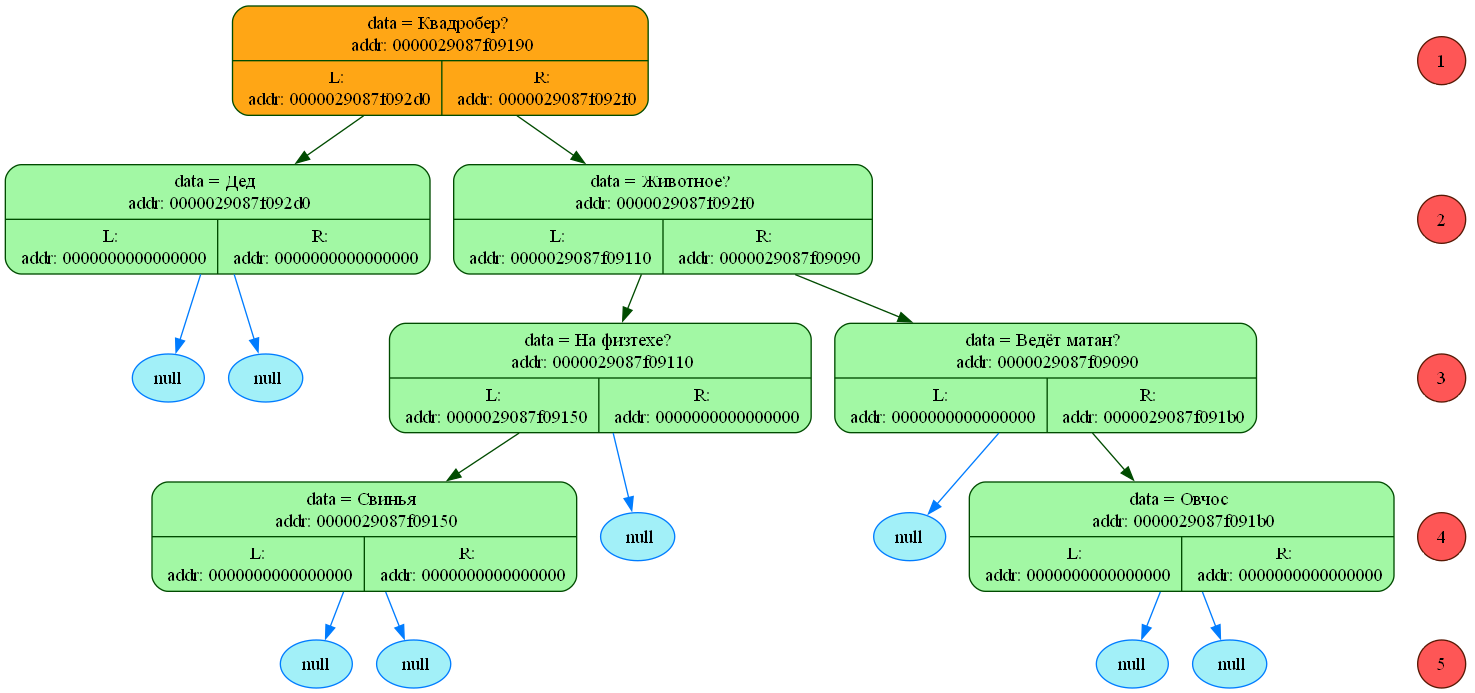 data = Квадробер?
addr: 0000029087f09190
L:
addr: 0000029087f092d0
R:
addr: 0000029087f092f0
1
data = Дед
addr: 0000029087f092d0
L:
addr: 0000000000000000
R:
addr: 0000000000000000
data = Животное?
addr: 0000029087f092f0
L:
addr: 0000029087f09110
R:
addr: 0000029087f09090
2
null
null
data = На физтехе?
addr: 0000029087f09110
L:
addr: 0000029087f09150
R:
addr: 0000000000000000
data = Ведёт матан?
addr: 0000029087f09090
L:
addr: 0000000000000000
R:
addr: 0000029087f091b0
3
data = Свинья
addr: 0000029087f09150
L:
addr: 0000000000000000
R:
addr: 0000000000000000
null
null
data = Овчос
addr: 0000029087f091b0
L:
addr: 0000000000000000
R:
addr: 0000000000000000
4
null
null
null
null
5